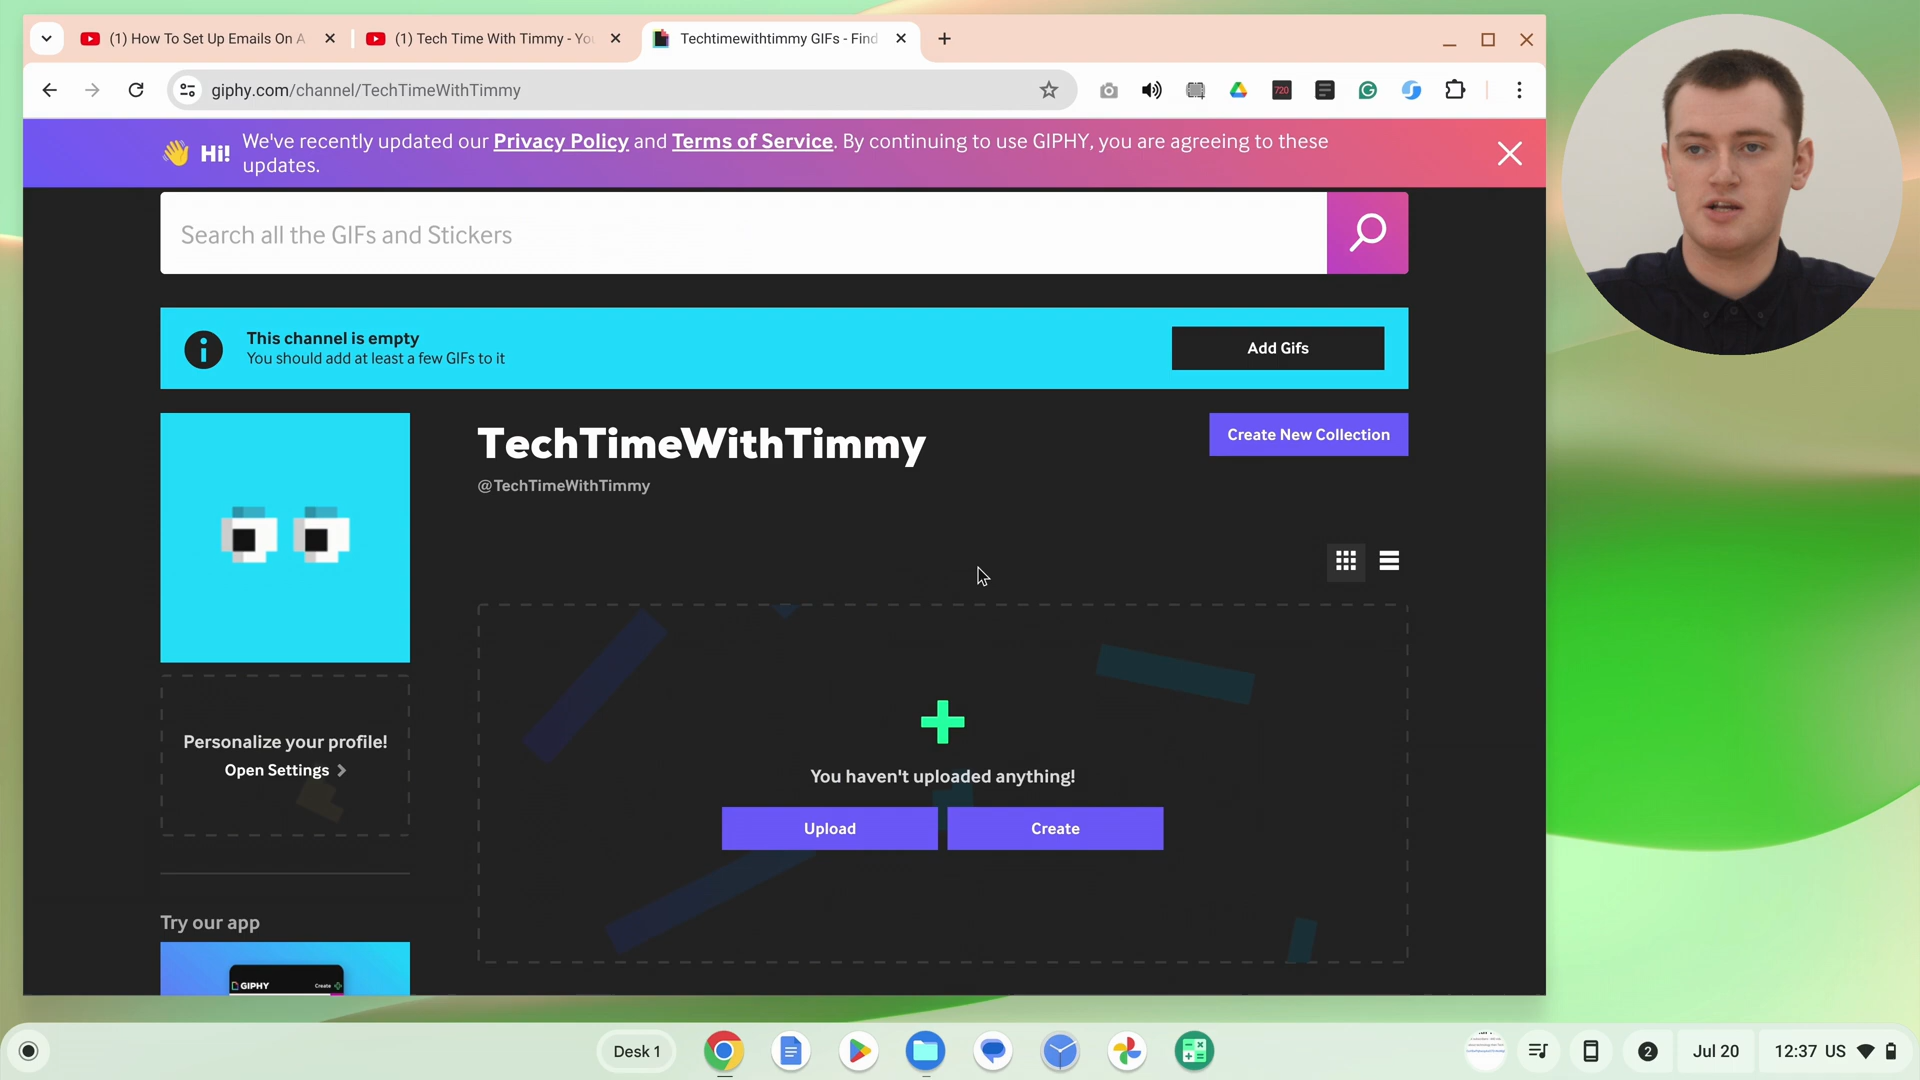 (1) How To Set Up Emails On A
(1) Tech Time With Timmy - You
Techtimewithtimmy GIFs - Find
giphy.com/channel/TechTimeWithTimmy
720
👋 Hi! We've recently updated our Privacy Policy and Terms of Service. By continuing to use GIPHY, you are agreeing to these
updates.
Search all the GIFs and Stickers
This channel is empty
You should add at least a few GIFs to it
Add Gifs
TechTimeWithTimmy
@TechTimeWithTimmy
Create New Collection
Personalize your profile!
Open Settings
You haven't uploaded anything!
Upload
Create
Try our app
GIPHY
Create
Desk 1
2
Jul 20
12:37 US